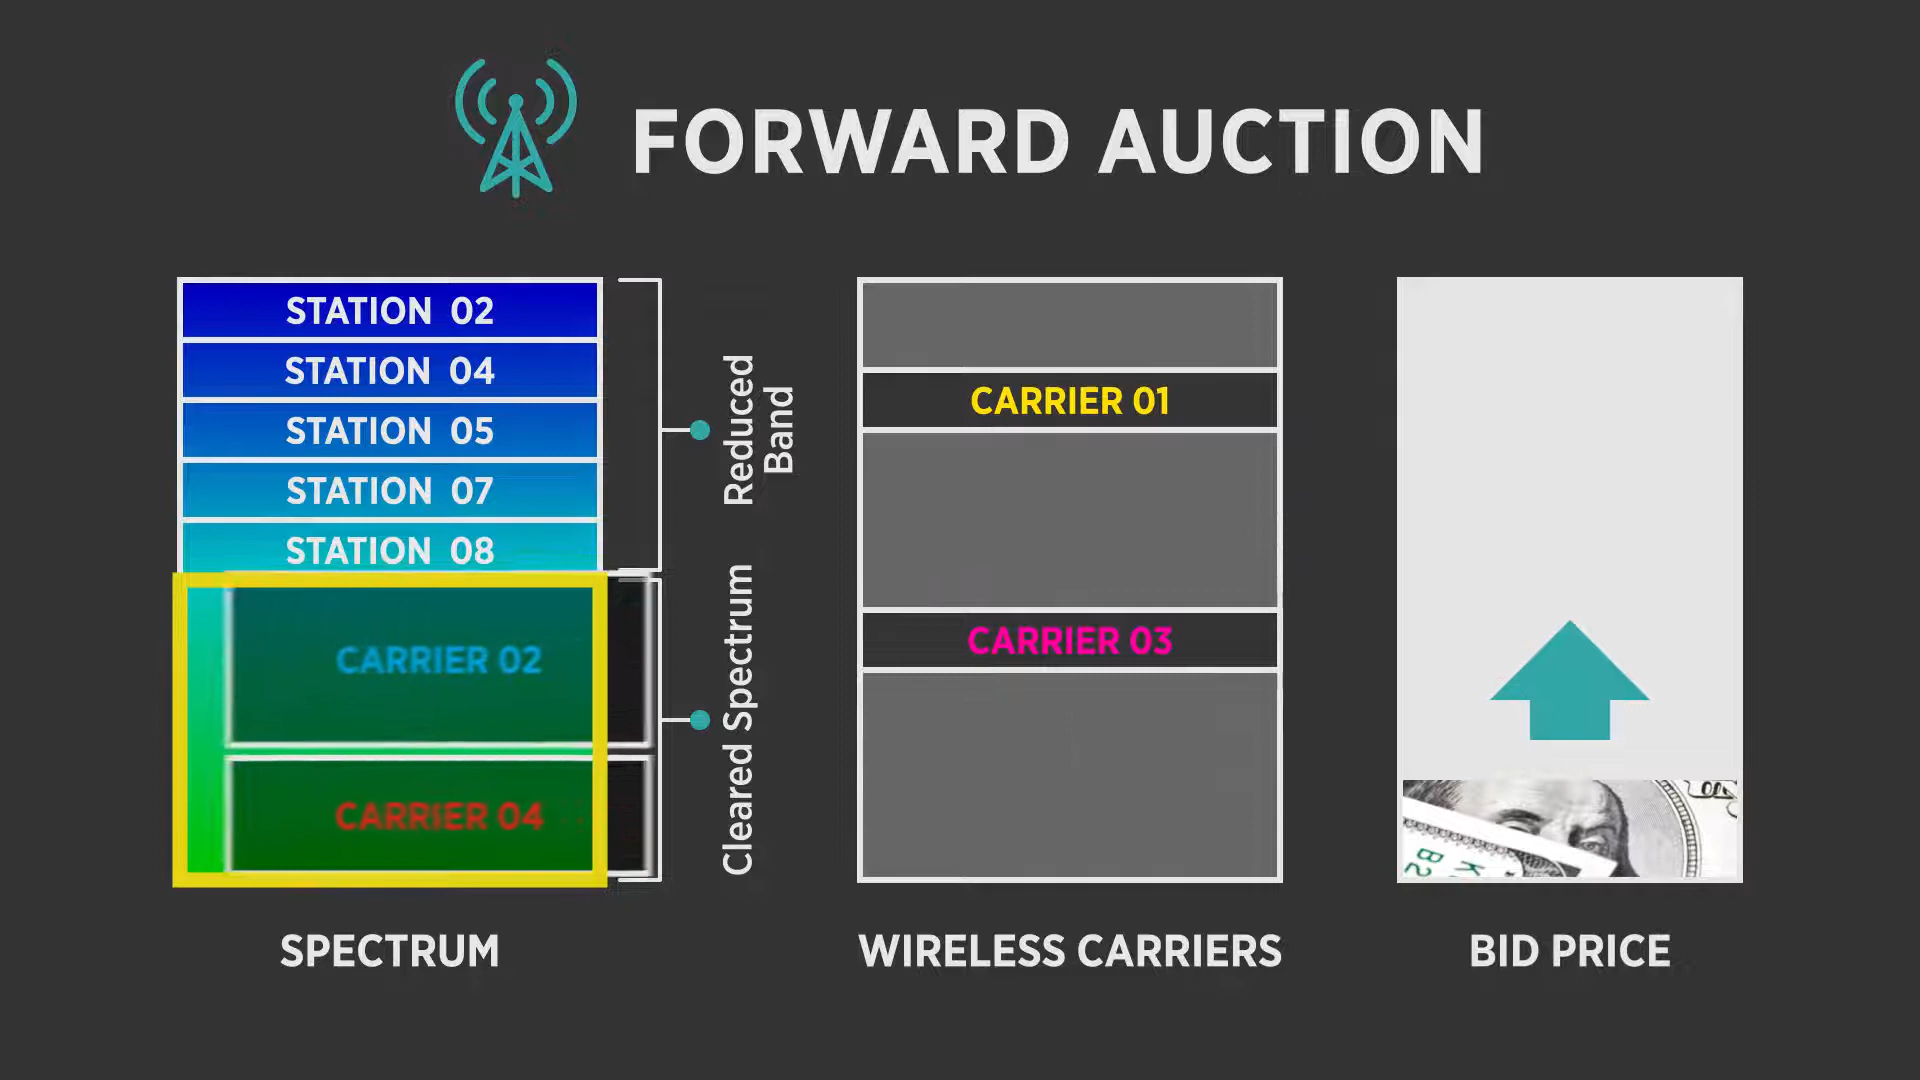 FORWARD AUCTION
STATION 02
STATION 04
STATION 05
STATION 07
STATION 08
CARRIER 02
CARRIER 04
Reduced
Band
Cleared Spectrum
CARRIER 01
CARRIER 03
SPECTRUM
WIRELESS CARRIERS
BID PRICE